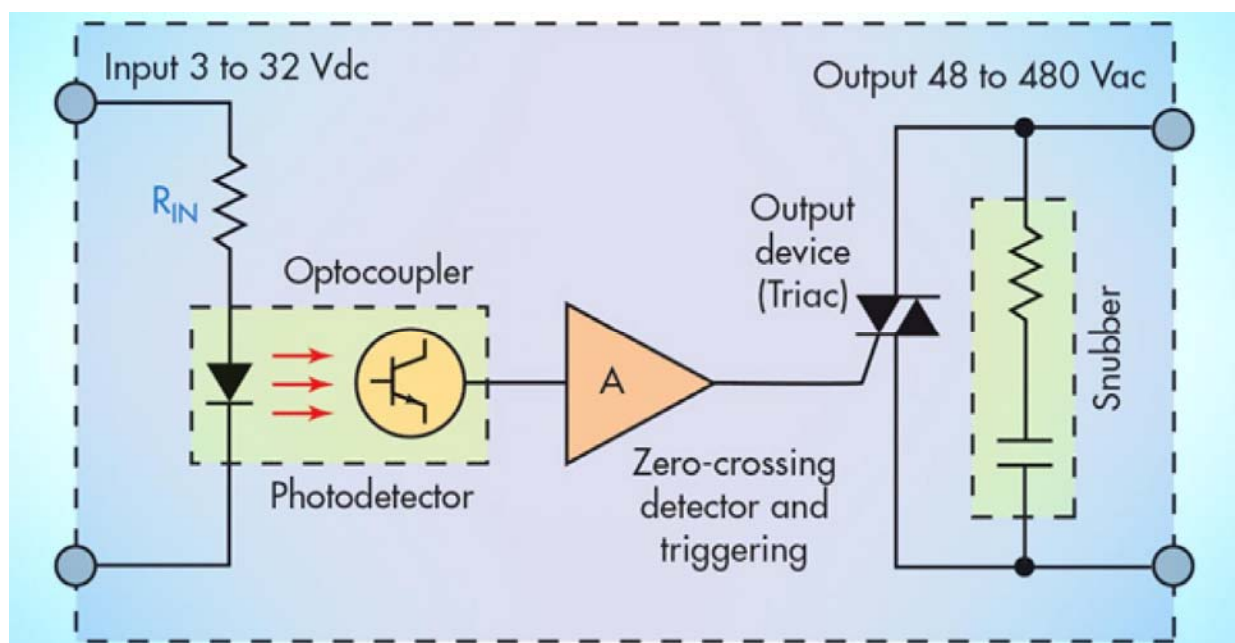 Input 3 to 32 Vdc
Output 48 to 480 Vac
R_IN
Output
device
(Triac)
Optocoupler
A
Snubber
Photodetector
Zero-crossing
detector and
triggering